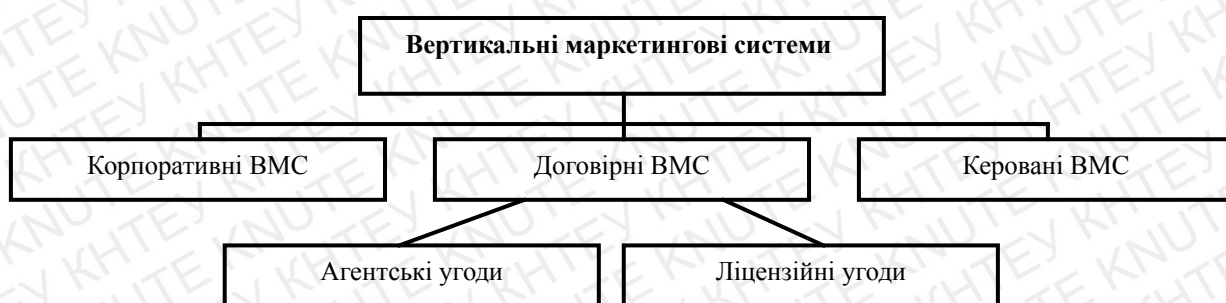 Вертикальні маркетингові системи
Корпоративні ВМС
Договірні ВМС
Керовані ВМС
Агентські угоди
Ліцензійні угоди